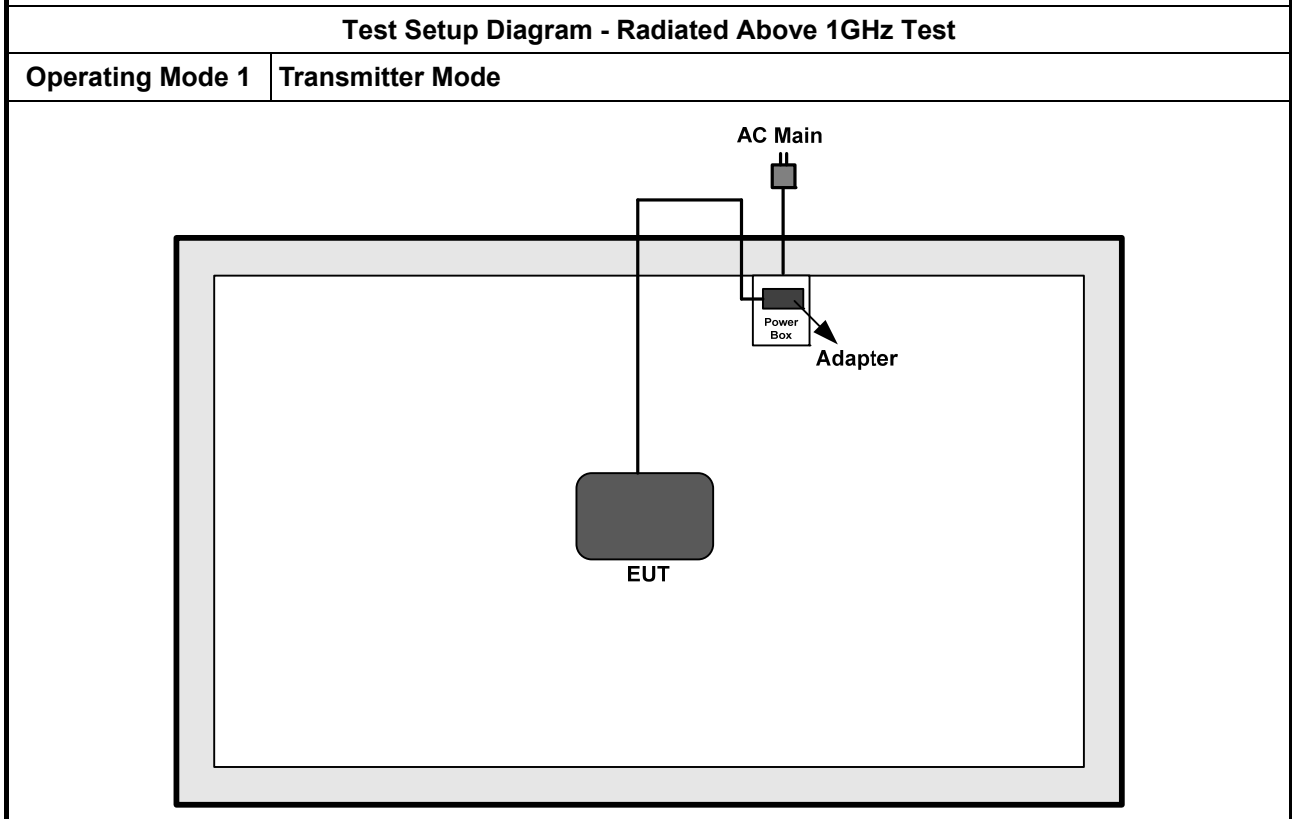 Test Setup Diagram - Radiated Above 1GHz Test
Operating Mode 1 Transmitter Mode
AC Main
Power
Box
Adapter
EUT